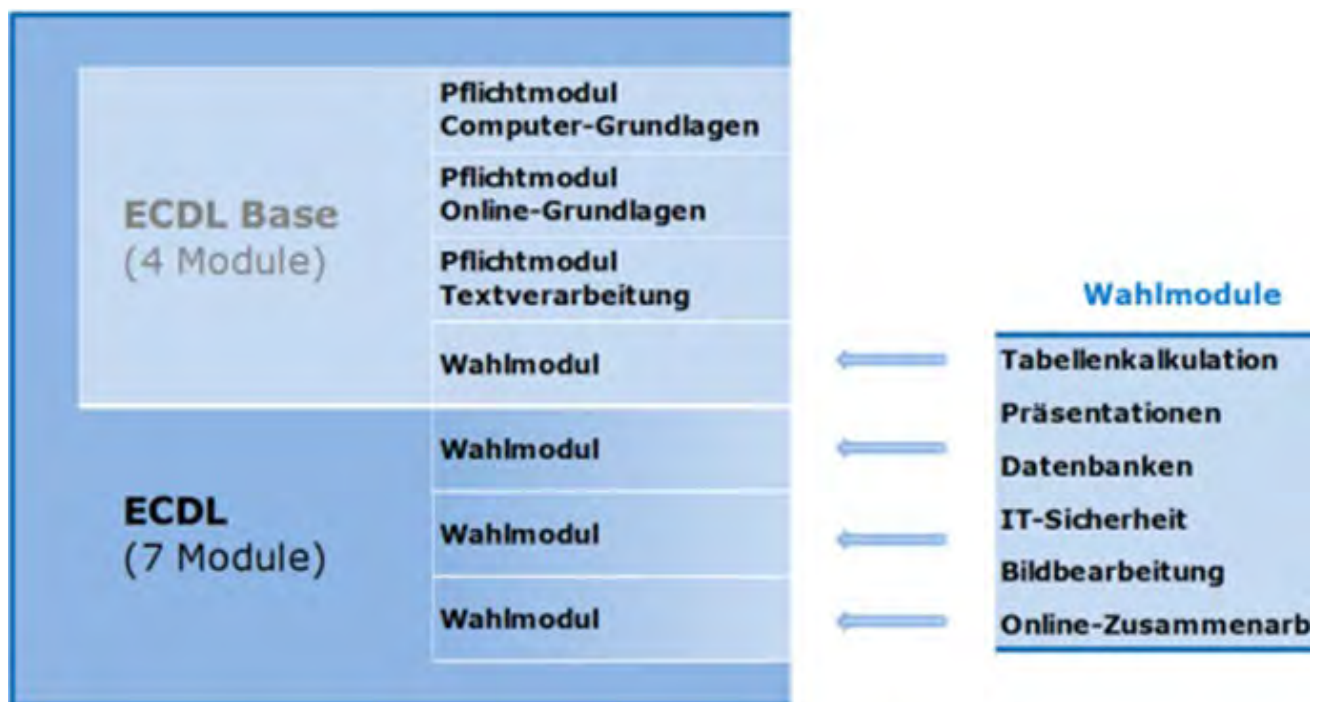 ECDL Base
(4 Module)
Pflichtmodul
Computer-Grundlagen
Pflichtmodul
Online-Grundlagen
Pflichtmodul
Textverarbeitung
Wahlmodul
ECDL
(7 Module)
Wahlmodul
Wahlmodul
Wahlmodul
Wahlmodule
Tabellenkalkulation
Präsentationen
Datenbanken
IT-Sicherheit
Bildbearbeitung
Online-Zusammenarb